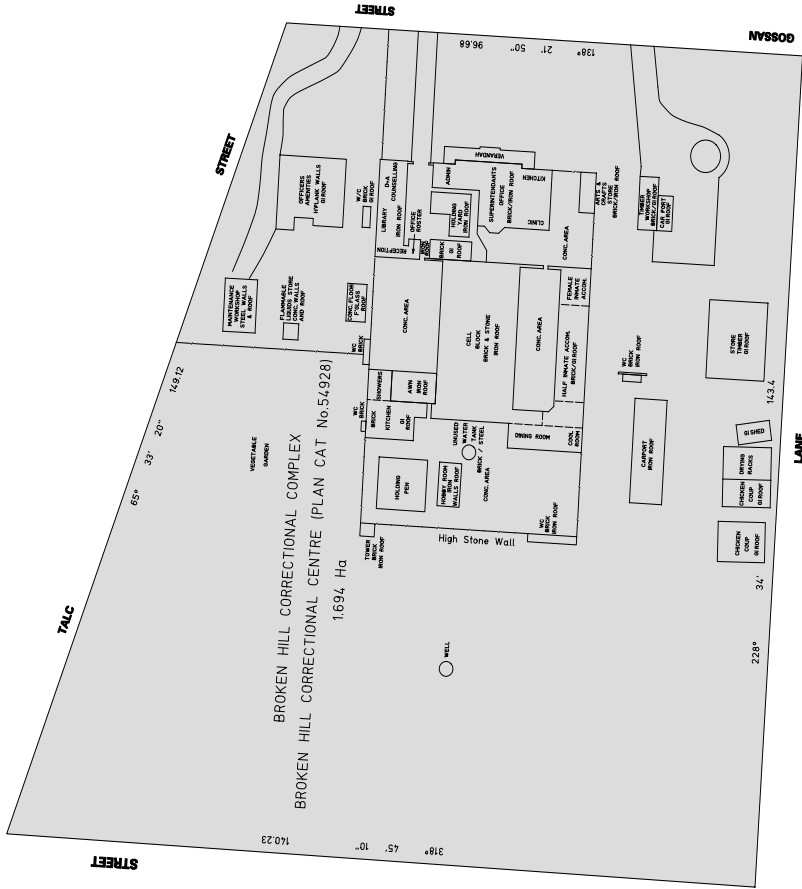 STREET
GOSSAN
96.68 50" 21' 138°
STREET
VERANDAH
OFFICERS
AMENITIES
H'PLANK WALLS
GI ROOF
W/C
BRICK
GI ROOF
LIBRARY
D+A
COUNSELLING
IRON ROOF
OFFICE
ROSTER
ADMIN
SUPERINTENDANTS
OFFICE
BRICK/IRON ROOF
KITCHEN
CLINIC
HOLDING
YARD
IRON ROOF
ARTS &
CRAFTS
STORE
BRICK/IRON ROOF
TIMBER
WORKSHOP
BRICK/GI ROOF
CAR PORT
GI ROOF
RECEPTION
IRON
ROOF
BRICK
GI
ROOF
CONC. AREA
MAINTENANCE
WORKSHOP
STEEL WALLS
& ROOF
FLAMMABLE
LIQUIDS STORE
CONC. WALLS
AND ROOF
CONC. FLOOR
F'GLASS
ROOF
CONC. AREA
CELL
BLOCK
BRICK & STONE
IRON ROOF
CONC. AREA
FEMALE
INMATE
ACCOM.
HALF INMATE ACCOM.
BRICK/GI ROOF
WC
BRICK
WC
BRICK
IRON ROOF
STORE
TIMBER
GI ROOF
SHOWERS
AWN
IRON
ROOF
WC
BRICK
BRICK
KITCHEN
GI
ROOF
UNUSED
WATER
TANK
BRICK / STEEL
DINING ROOM
COOL
ROOM
CARPORT
IRON ROOF
GI SHED
DRYING
RACKS
CHICKEN
COUP
GI ROOF
CHICKEN
COUP
GI ROOF
VEGETABLE
GARDEN
HOLDING
PEN
HOBBY ROOM
IRON
WALLS ROOF
CONC. AREA
TOWER
BRICK
IRON ROOF
High Stone Wall
WC
BRICK
IRON ROOF
WELL
BROKEN HILL CORRECTIONAL COMPLEX
BROKEN HILL CORRECTIONAL CENTRE (PLAN CAT No.54928)
1.694 Ha
65° 33' 20" 149.12
TALC
228° 34' 143.4
LANE
140.23 10" 45' 318°
STREET